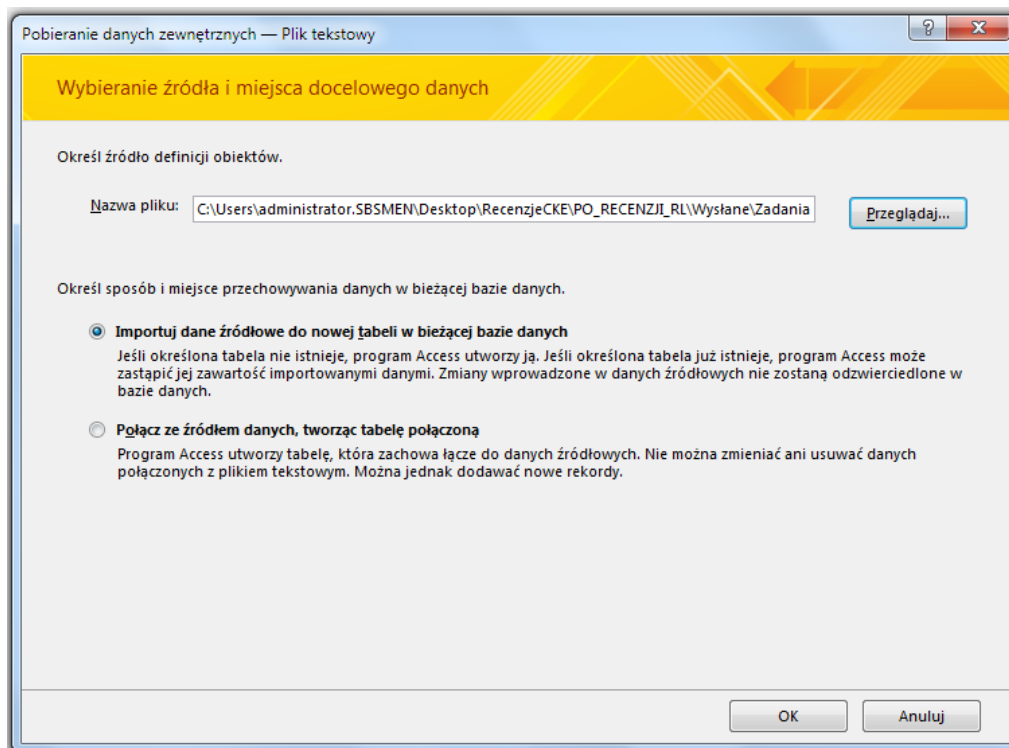 Pobieranie danych zewnętrznych — Plik tekstowy
Wybieranie źródła i miejsca docelowego danych
Określ źródło definicji obiektów.
Nazwa pliku: C:\Users\administrator.SBSMEN\Desktop\RecenzjeCKE\PO_RECENZJI_RL\Wysłane\Zadania Przeglądaj...
Określ sposób i miejsce przechowywania danych w bieżącej bazie danych.
Importuj dane źródłowe do nowej tabeli w bieżącej bazie danych
Jeśli określona tabela nie istnieje, program Access utworzy ją. Jeśli określona tabela już istnieje, program Access może
zastąpić jej zawartość importowanymi danymi. Zmiany wprowadzone w danych źródłowych nie zostaną odzwierciedlone w
bazie danych.
Połącz ze źródłem danych, tworząc tabelę połączoną
Program Access utworzy tabelę, która zachowa łącze do danych źródłowych. Nie można zmieniać ani usuwać danych
połączonych z plikiem tekstowym. Można jednak dodawać nowe rekordy.
OK Anuluj